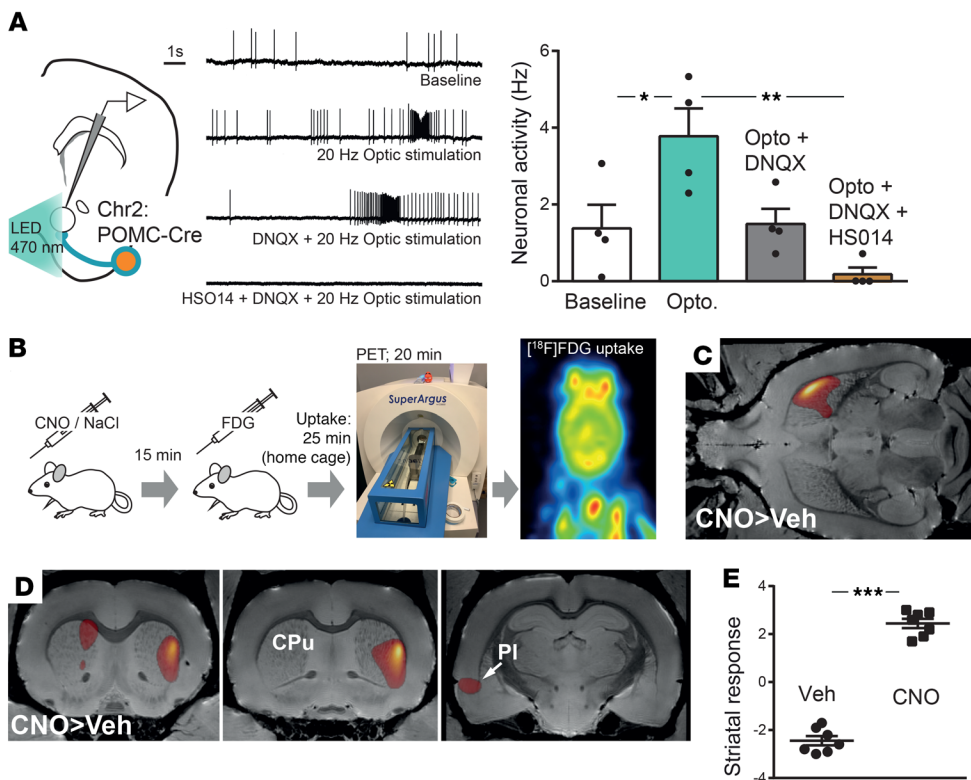 A
1s
Baseline
20 Hz Optic stimulation
DNQX + 20 Hz Optic stimulation
HSO14 + DNQX + 20 Hz Optic stimulation
LED
470 nm
Chr2:
POMC-Cre
Neuronal activity (Hz)
6
4
2
0
*
**
Opto +
DNQX
Opto +
DNQX +
HS014
Baseline
Opto.
B
CNO / NaCl
15 min
FDG
Uptake:
25 min
(home cage)
PET; 20 min
SuperArgus
[18F]FDG uptake
C
CNO>Veh
D
CNO>Veh
CPu
PI
E
Striatal response
4
2
0
-2
-4
***
Veh
CNO